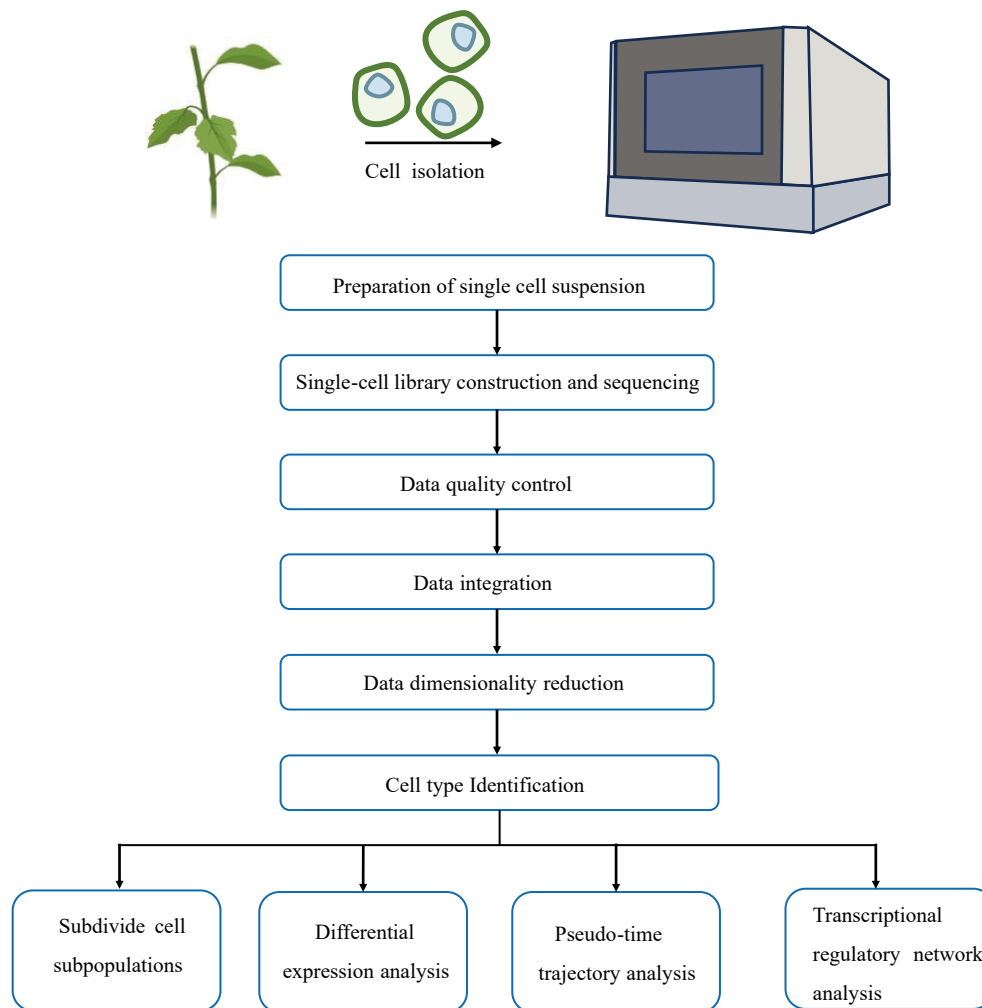 Cell isolation
Preparation of single cell suspension
Single-cell library construction and sequencing
Data quality control
Data integration
Data dimensionality reduction
Cell type Identification
Subdivide cell
subpopulations
Differential
expression analysis
Pseudo-time
trajectory analysis
Transcriptional
regulatory network
analysis